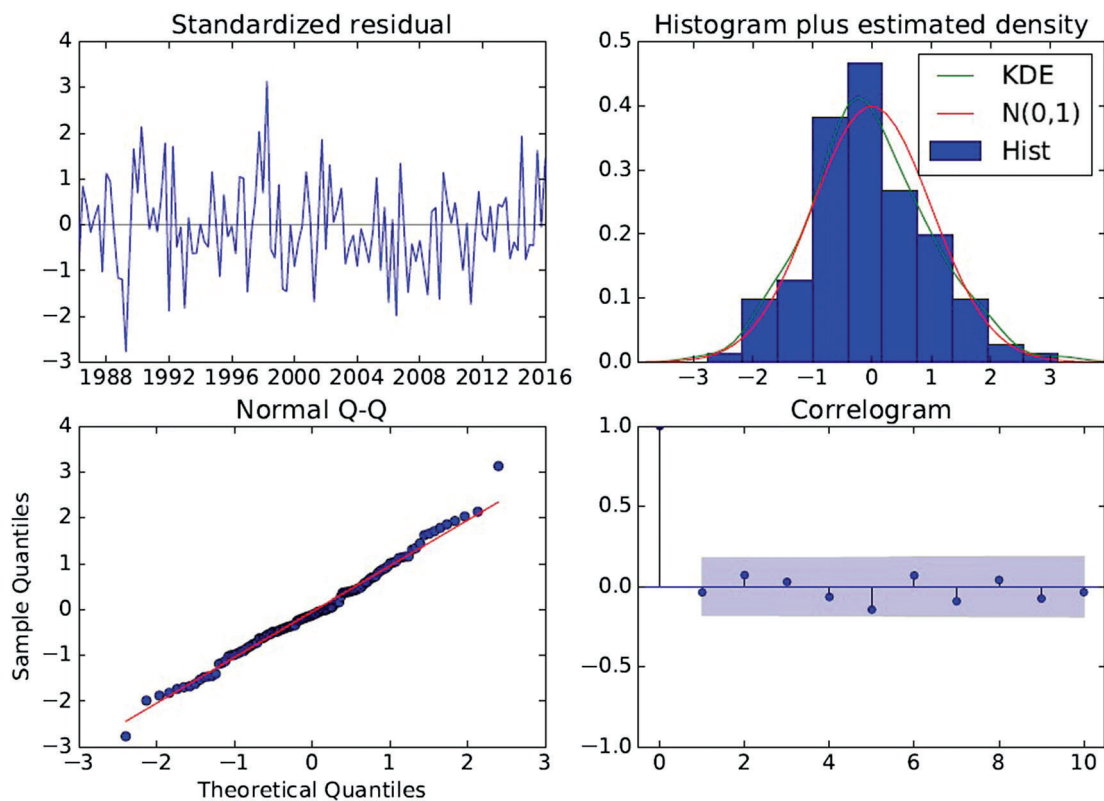 Standardized residual
4
3
2
1
0
−1
−2
−3
1988 1992 1996 2000 2004 2008 2012 2016
Histogram plus estimated density
0.5
0.4
0.3
0.2
0.1
0.0
KDE
N(0,1)
Hist
−3 −2 −1 0 1 2 3
Normal Q-Q
Sample Quantiles
4
3
2
1
0
−1
−2
−3
−3 −2 −1 0 1 2 3
Theoretical Quantiles
Correlogram
1.0
0.5
0.0
−0.5
−1.0
0 2 4 6 8 10